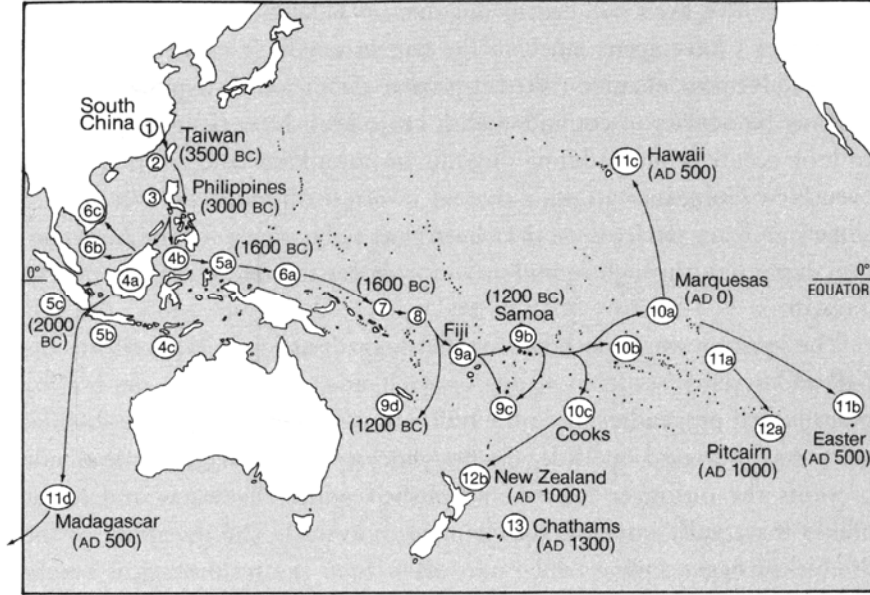 South
China
1
Taiwan
(3500 BC)
2
3
Philippines
(3000 BC)
6c
6b
4b
(1600 BC)
5a
6a
4a
0°
5c
(2000
BC)
5b
4c
(1600 BC)
7
8
Fiji
9a
(1200 BC)
Samoa
9b
9c
9d
(1200 BC)
10c
Cooks
10b
11c
Hawaii
(AD 500)
Marquesas
(AD 0)
10a
0°
EQUATOR
11a
11b
Easter
(AD 500)
12a
Pitcairn
(AD 1000)
12b
New Zealand
(AD 1000)
13
Chathams
(AD 1300)
11d
Madagascar
(AD 500)